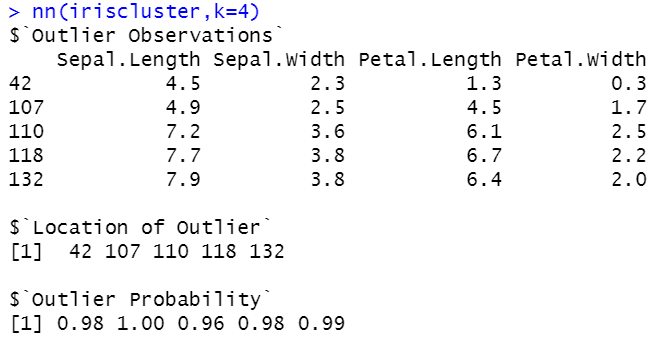 > nn(iriscluster,k=4)
$`Outlier Observations`
    Sepal.Length Sepal.Width Petal.Length Petal.Width
42           4.5         2.3          1.3         0.3
107          4.9         2.5          4.5         1.7
110          7.2         3.6          6.1         2.5
118          7.7         3.8          6.7         2.2
132          7.9         3.8          6.4         2.0
$`Location of Outlier`
[1]  42 107 110 118 132
$`Outlier Probability`
[1] 0.98 1.00 0.96 0.98 0.99